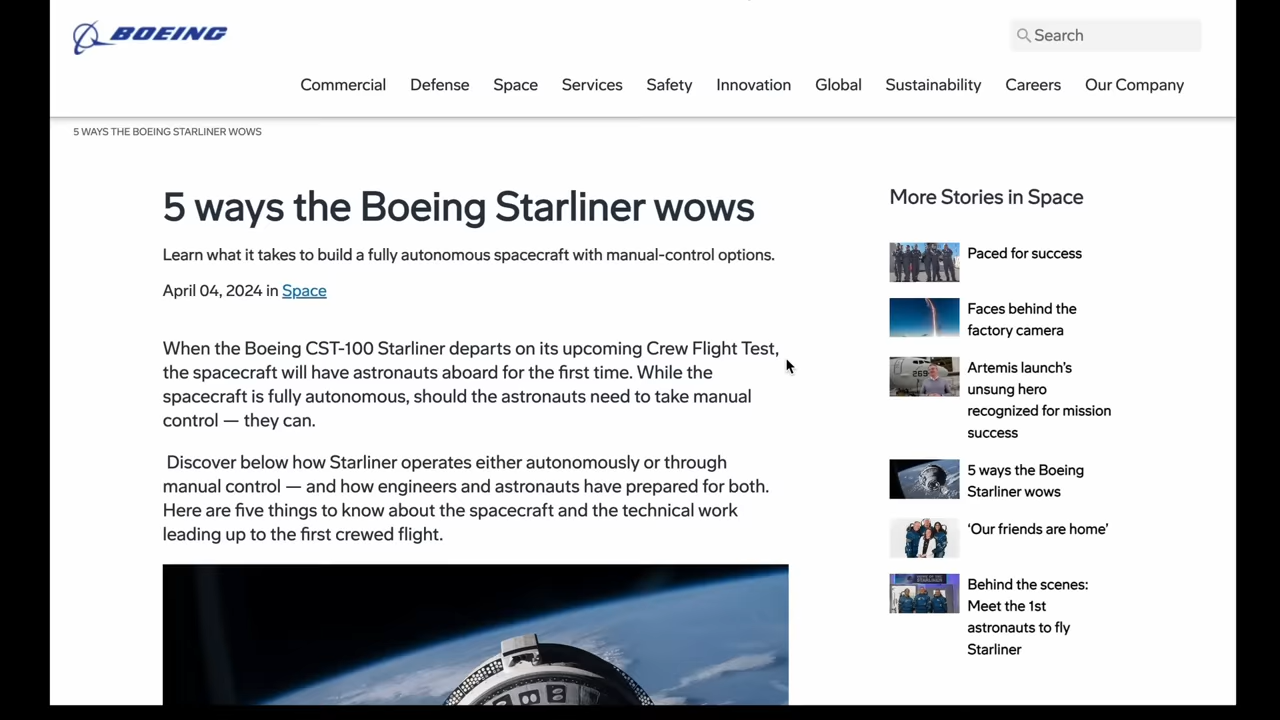 BOEING
Search
Commercial Defense Space Services Safety Innovation Global Sustainability Careers Our Company
5 WAYS THE BOEING STARLINER WOWS
5 ways the Boeing Starliner wows
Learn what it takes to build a fully autonomous spacecraft with manual-control options.
April 04, 2024 in Space
When the Boeing CST-100 Starliner departs on its upcoming Crew Flight Test,
the spacecraft will have astronauts aboard for the first time. While the
spacecraft is fully autonomous, should the astronauts need to take manual
control — they can.
Discover below how Starliner operates either autonomously or through
manual control — and how engineers and astronauts have prepared for both.
Here are five things to know about the spacecraft and the technical work
leading up to the first crewed flight.
More Stories in Space
Paced for success
Faces behind the
factory camera
269
Artemis launch's
unsung hero
recognized for mission
success
5 ways the Boeing
Starliner wows
‘Our friends are home’
Behind the scenes:
Meet the 1st
astronauts to fly
Starliner